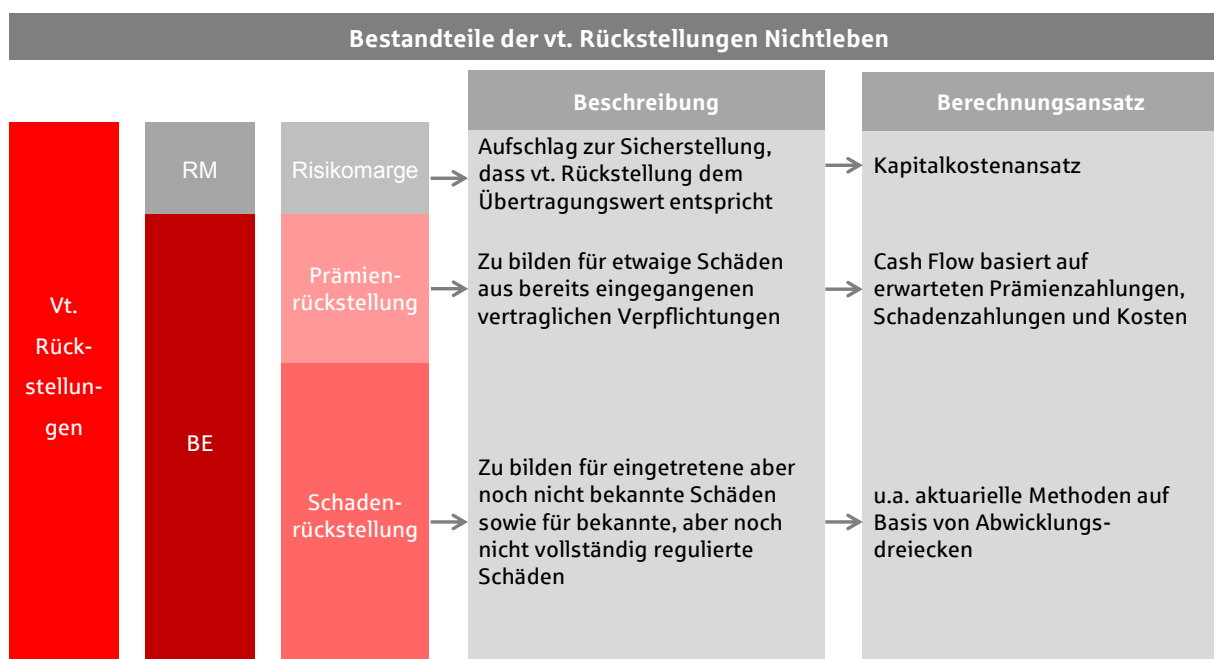 Bestandteile der vt. Rückstellungen Nichtleben
Beschreibung
Berechnungsansatz
Vt.
Rück-
stellun-
gen
RM
BE
Risikomarge
Aufschlag zur Sicherstellung,
dass vt. Rückstellung dem
Übertragungswert entspricht
Kapitalkostenansatz
Prämien-
rückstellung
Zu bilden für etwaige Schäden
aus bereits eingegangenen
vertraglichen Verpflichtungen
Cash Flow basiert auf
erwarteten Prämienzahlungen,
Schadenzahlungen und Kosten
Schaden-
rückstellung
Zu bilden für eingetretene aber
noch nicht bekannte Schäden
sowie für bekannte, aber noch
nicht vollständig regulierte
Schäden
u.a. aktuarielle Methoden auf
Basis von Abwicklungs-
dreiecken